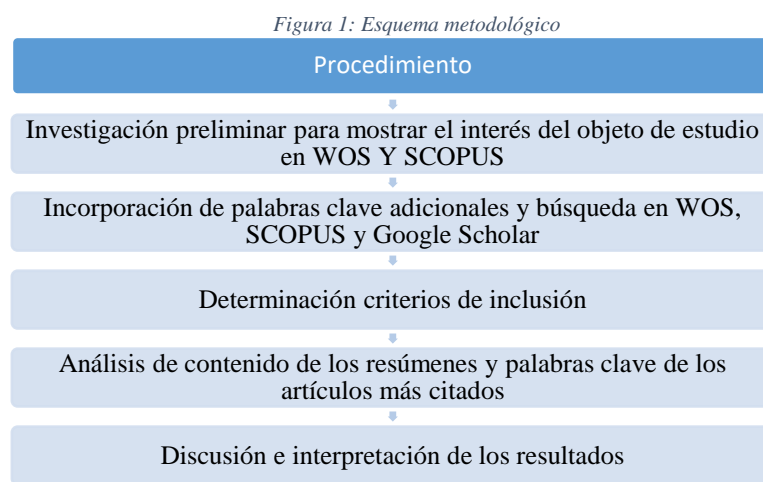 Figura 1: Esquema metodológico
Procedimiento
Investigación preliminar para mostrar el interés del objeto de estudio
en WOS Y SCOPUS
Incorporación de palabras clave adicionales y búsqueda en WOS,
SCOPUS y Google Scholar
Determinación criterios de inclusión
Análisis de contenido de los resúmenes y palabras clave de los
artículos más citados
Discusión e interpretación de los resultados